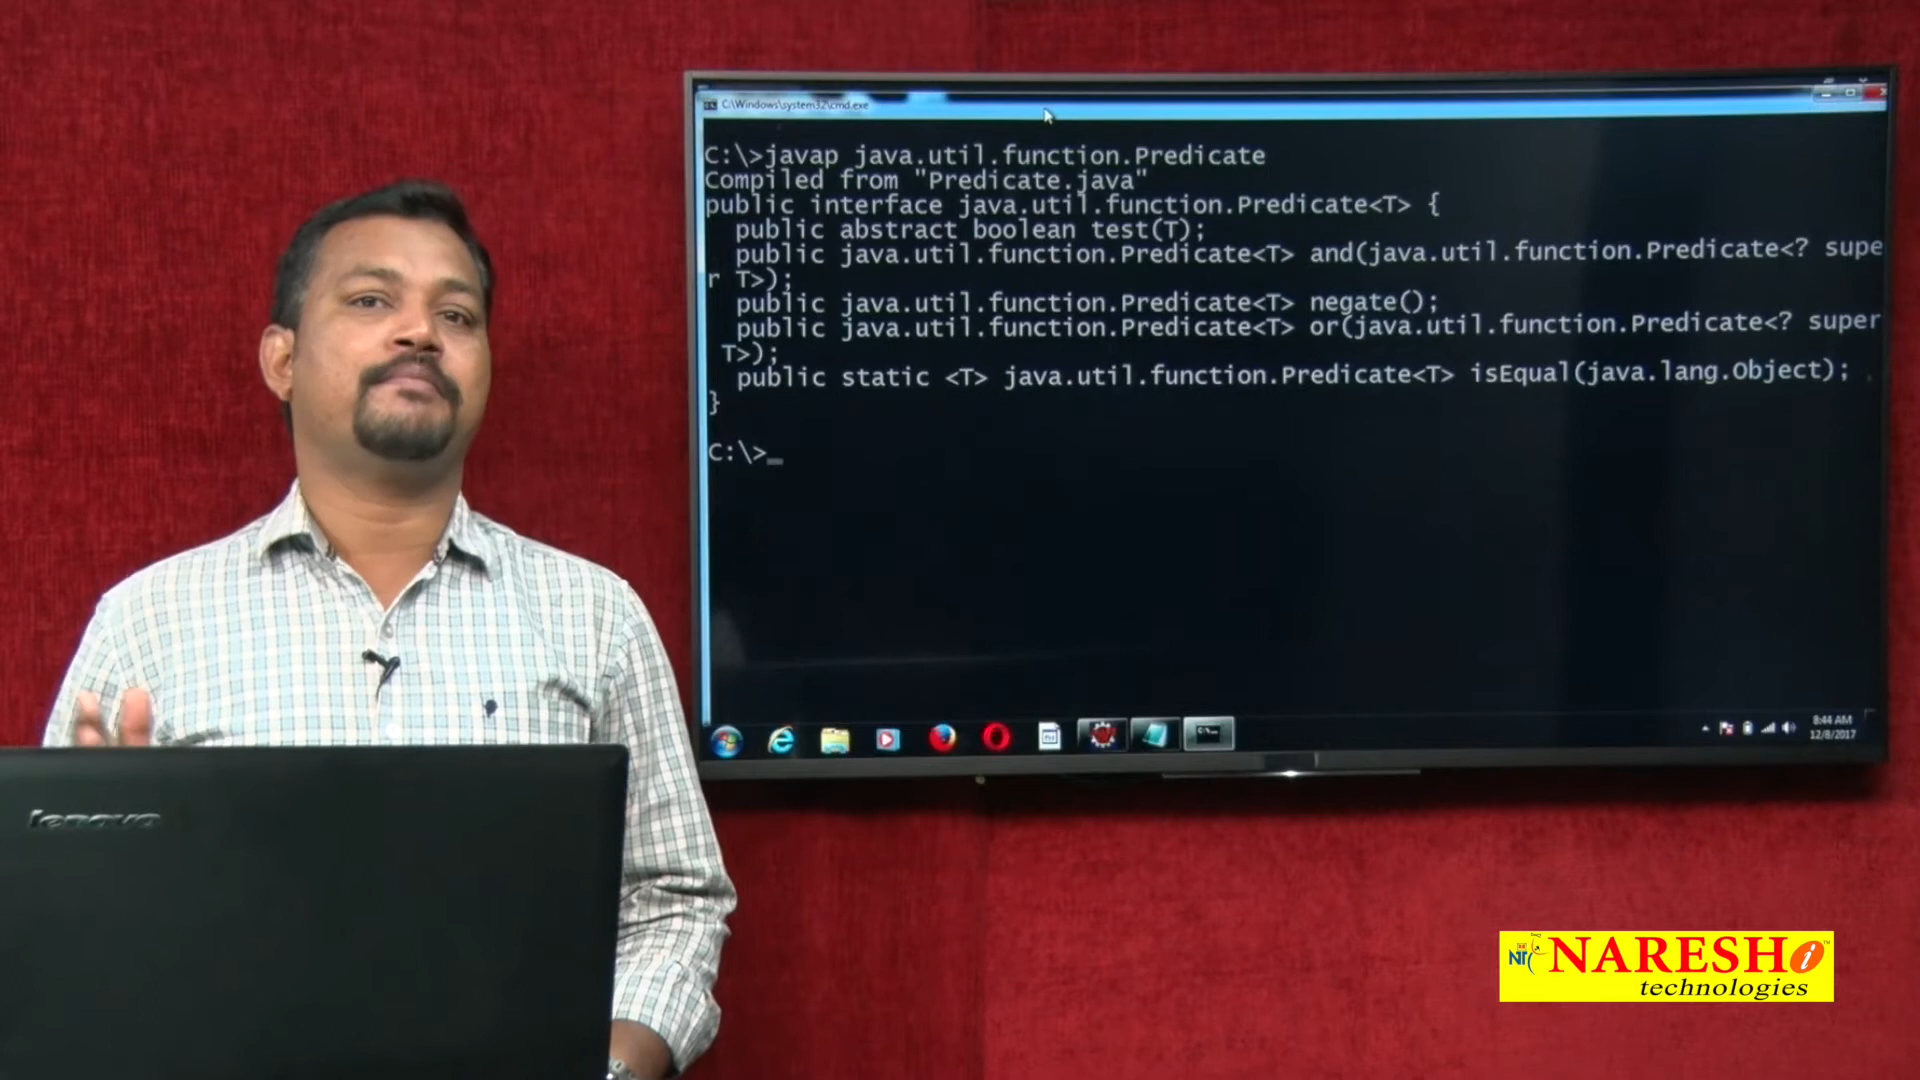 C:\Windows\system32\cmd.exe
C:\>javap java.util.function.Predicate
Compiled from "Predicate.java"
public interface java.util.function.Predicate<T> {
  public abstract boolean test(T);
  public java.util.function.Predicate<T> and(java.util.function.Predicate<? supe
r T>);
  public java.util.function.Predicate<T> negate();
  public java.util.function.Predicate<T> or(java.util.function.Predicate<? super
 T>);
  public static <T> java.util.function.Predicate<T> isEqual(java.lang.Object);
}
C:\>_
8:44 AM
12/8/2017
lenovo
NARESH i
technologies